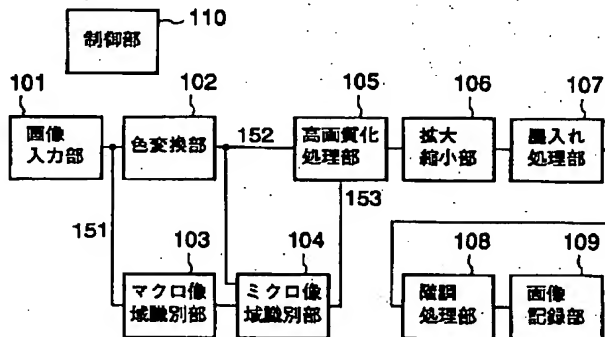 制御部
110
101
102
105
106
107
画像
入力部
色変換部
152
高画質化
処理部
拡大
縮小部
墨入れ
処理部
151
153
103
104
108
109
マクロ像
域識別部
ミクロ像
域識別部
階調
処理部
画像
記録部